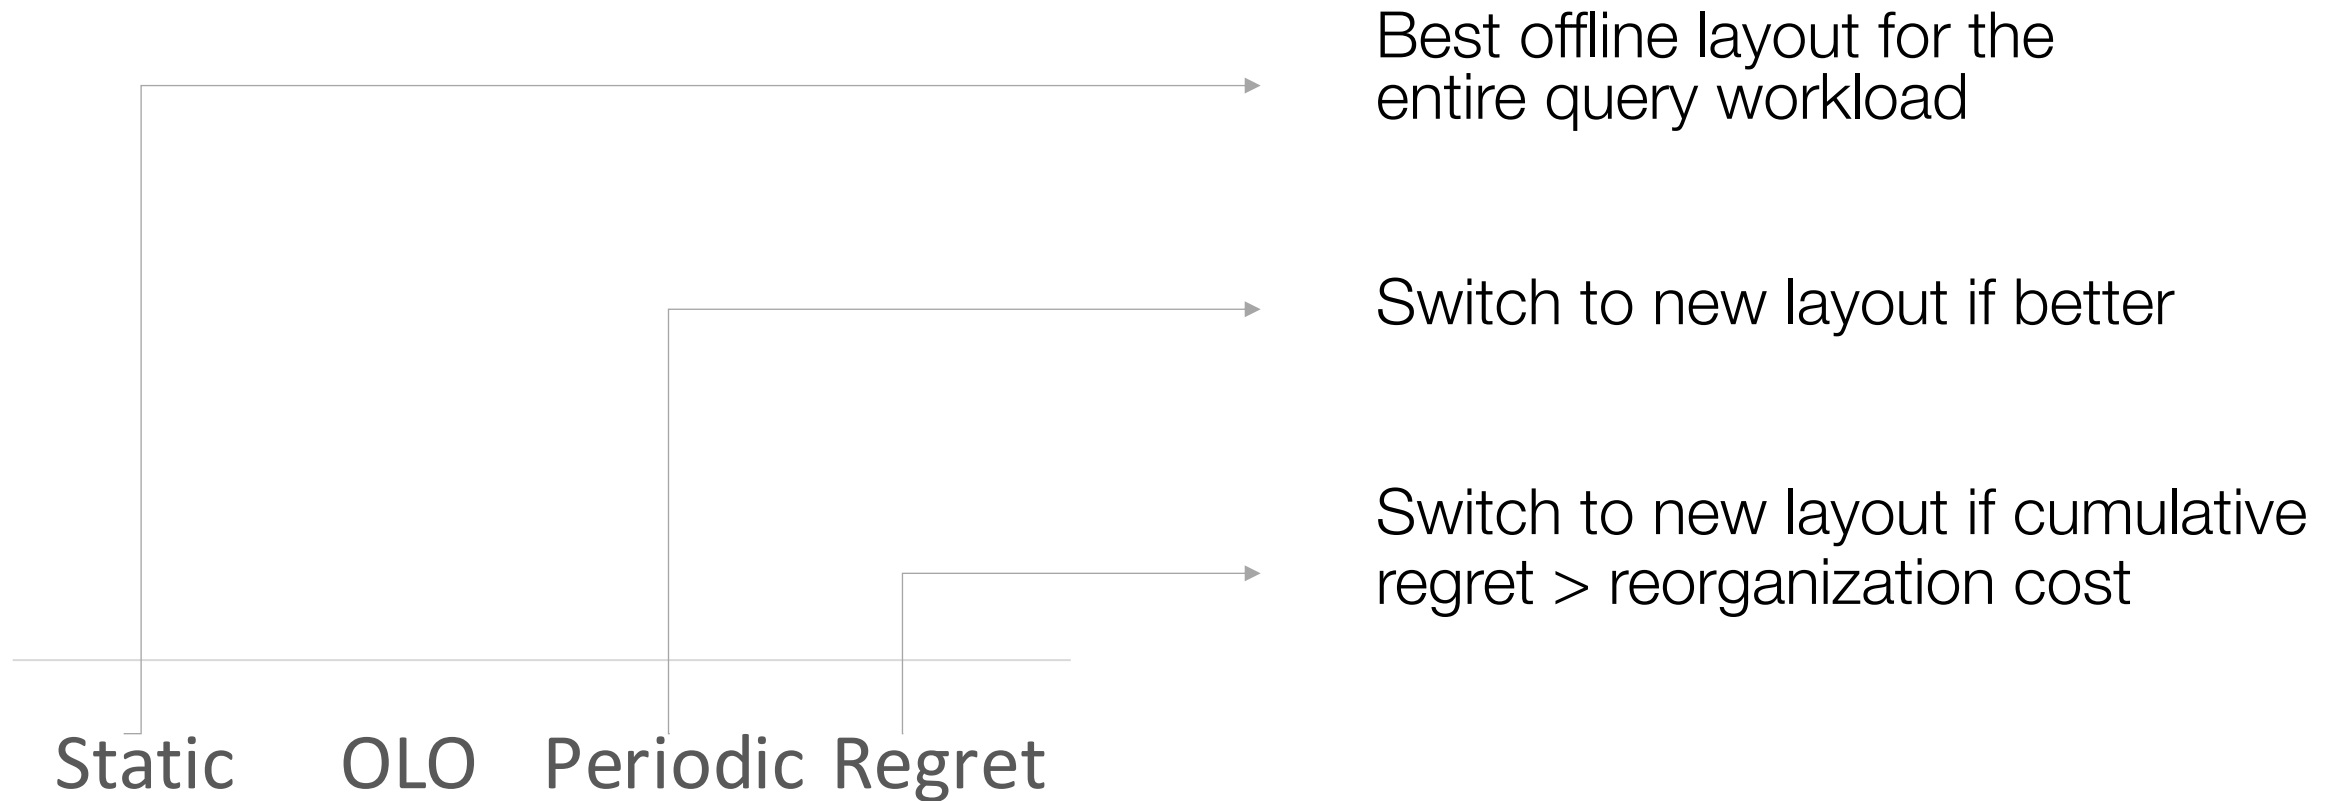 Best offline layout for the
entire query workload
Switch to new layout if better
Switch to new layout if cumulative
regret > reorganization cost
Static OLO Periodic Regret